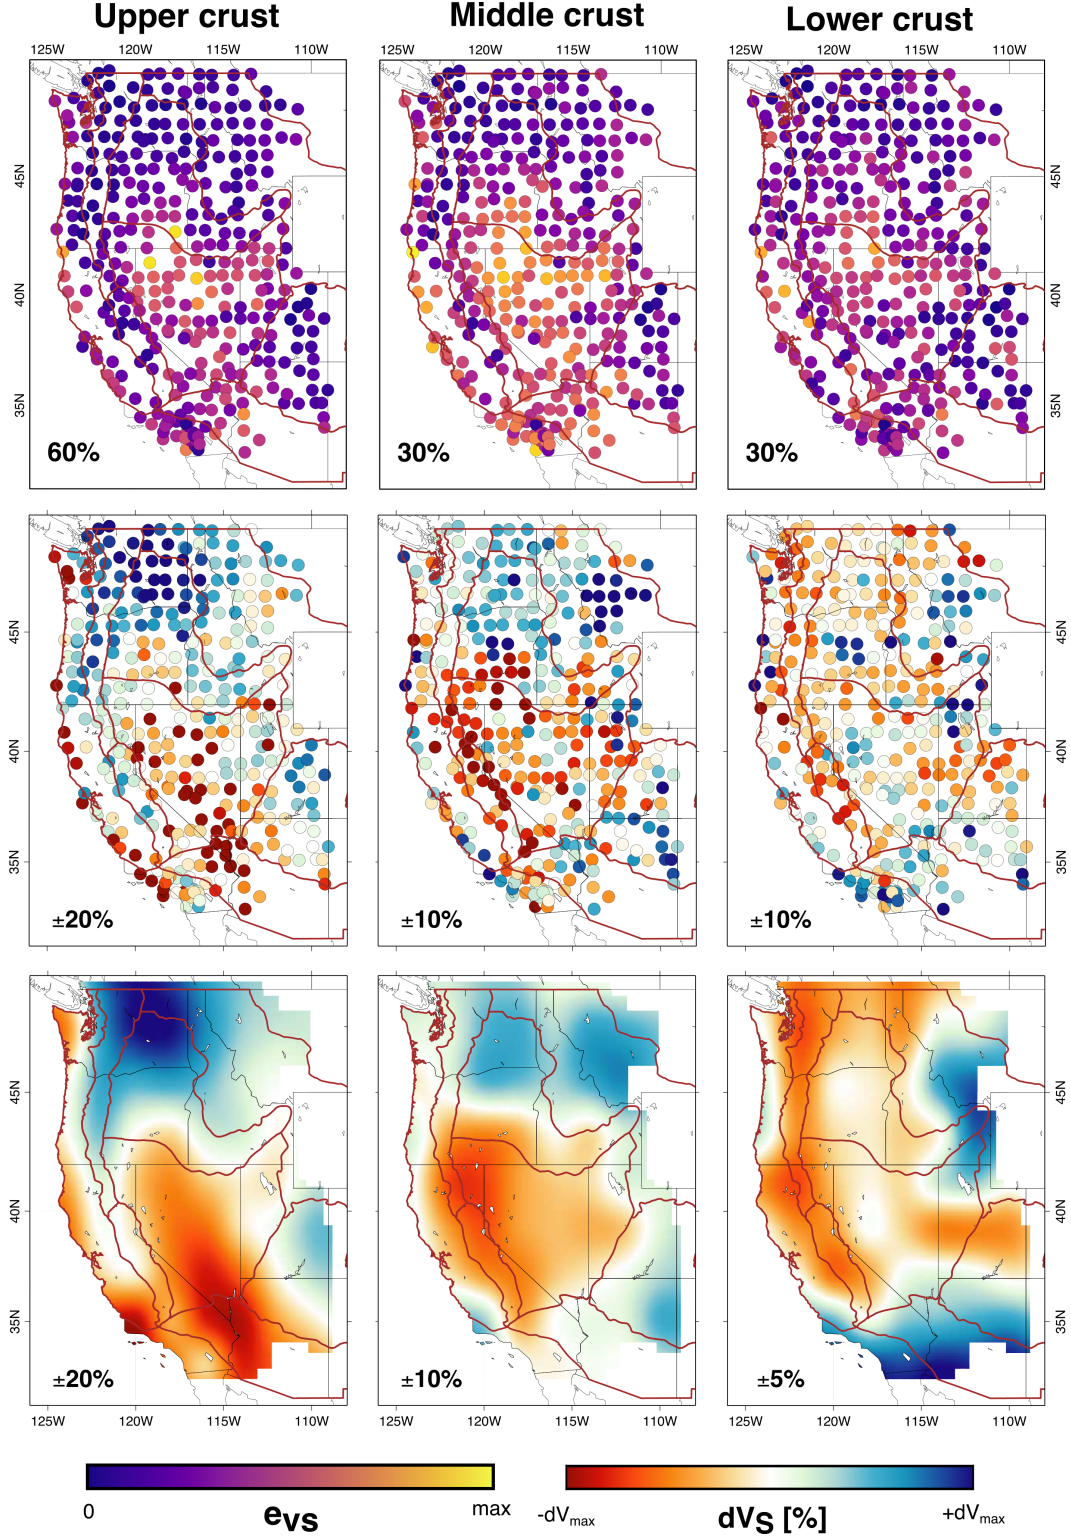 Upper crust Middle crust Lower crust
125W 120W 115W 110W 125W 120W 115W 110W 125W 120W 115W 110W
45N 45N
40N 40N
35N 35N
60% 30% 30%
45N 45N
40N 40N
35N 35N
±20% ±10% ±10%
45N 45N
40N 40N
35N 35N
±20% ±10% ±5%
125W 120W 115W 110W 120W 115W 110W 125W 120W 115W 110W
0 eVS max -dVmax dVS [%] +dVmax